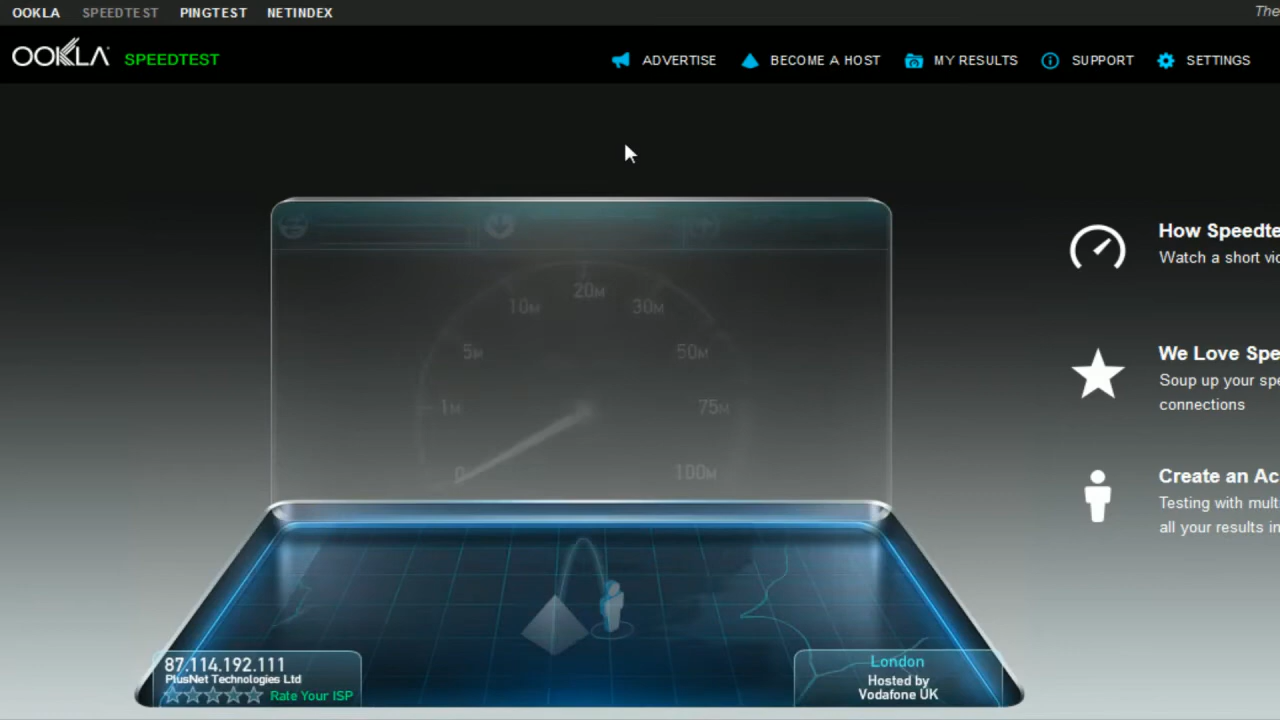 OOKLA SPEEDTEST PINGTEST NETINDEX
The
OOKLA SPEEDTEST
ADVERTISE BECOME A HOST MY RESULTS SUPPORT SETTINGS
How Speedte
Watch a short vi
20M
10M 30M
5M 50M
We Love Spe
Soup up your spe
connections
1M 75M
0 100M
Create an Ac
Testing with mult
all your results in
87.114.192.111
PlusNet Technologies Ltd
Rate Your ISP
London
Hosted by
Vodafone UK